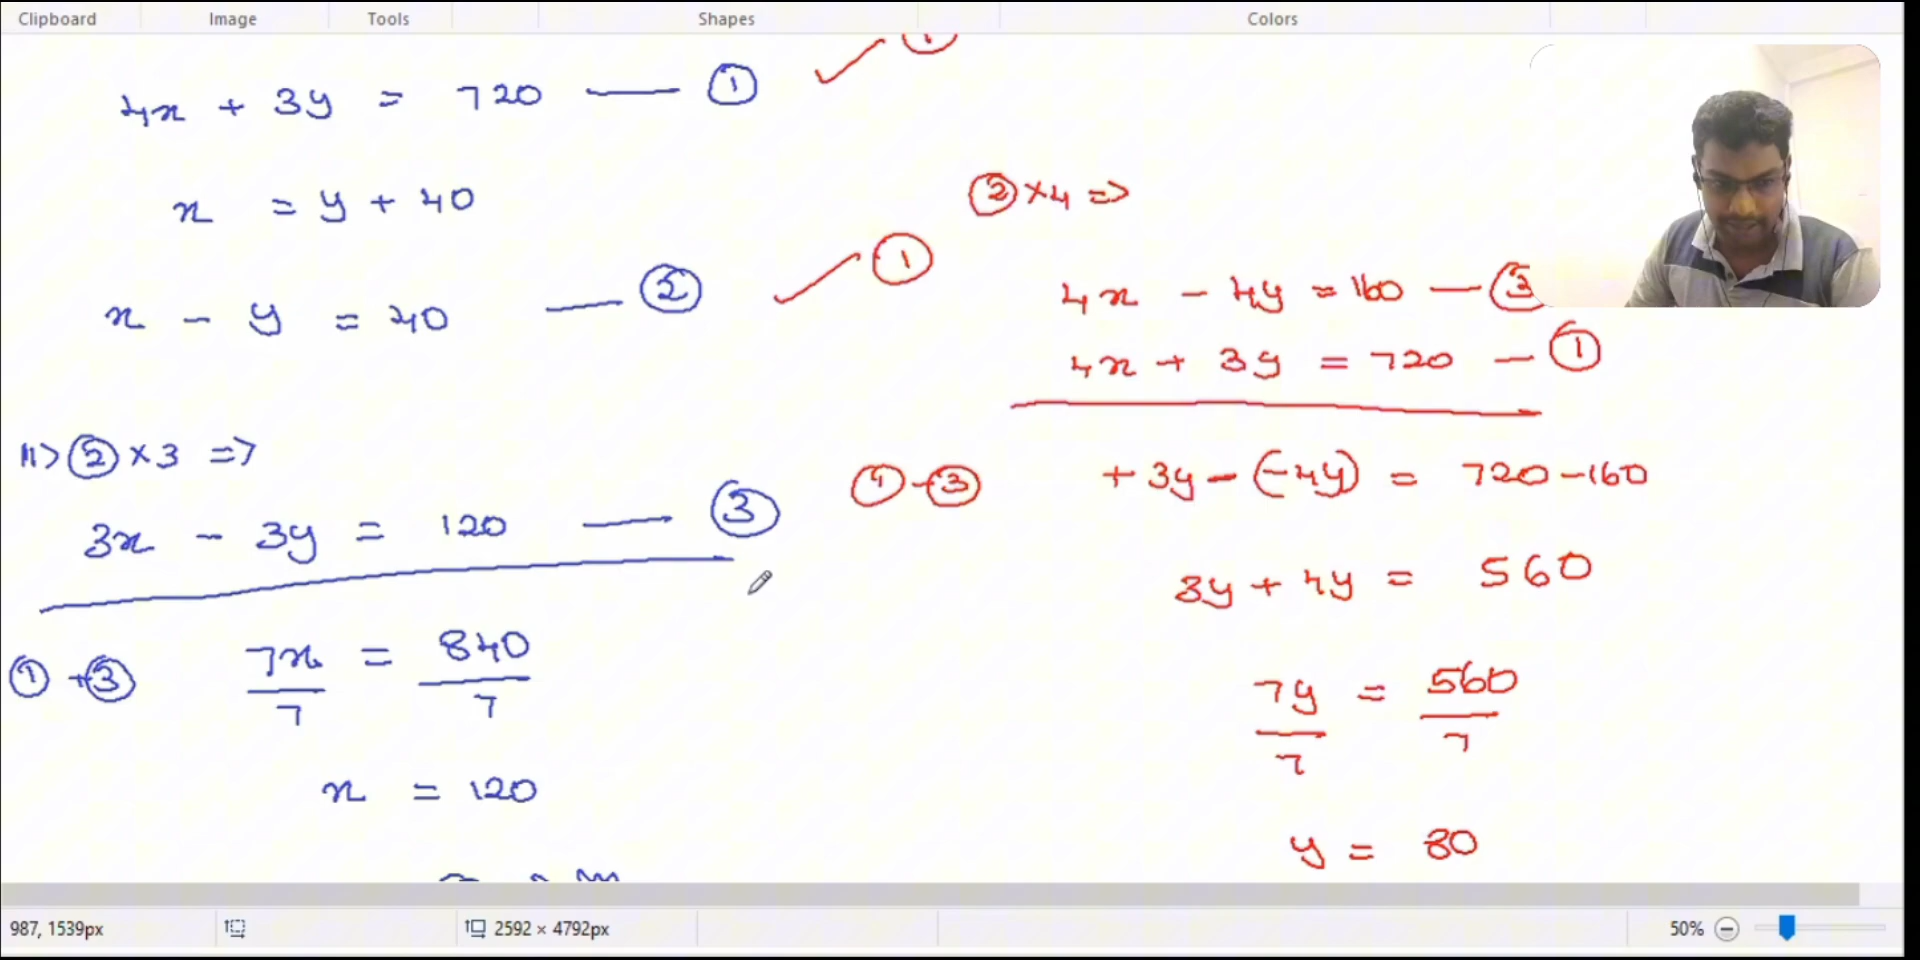 Clipboard Image Tools Shapes Colors
4x + 3y = 720 — ①
x = y + 40
x - y = 40 — ② ①
11> ② × 3 =>
3x - 3y = 120 — ③
① + ③ 7x/7 = 840/7
x = 120
② × 4 =>
4x - 4y = 160 — ③
4x + 3y = 720 — ①
① - ③ + 3y - (-4y) = 720 - 160
3y + 4y = 560
7y/7 = 560/7
y = 80
987, 1539px 2592 × 4792px 50%